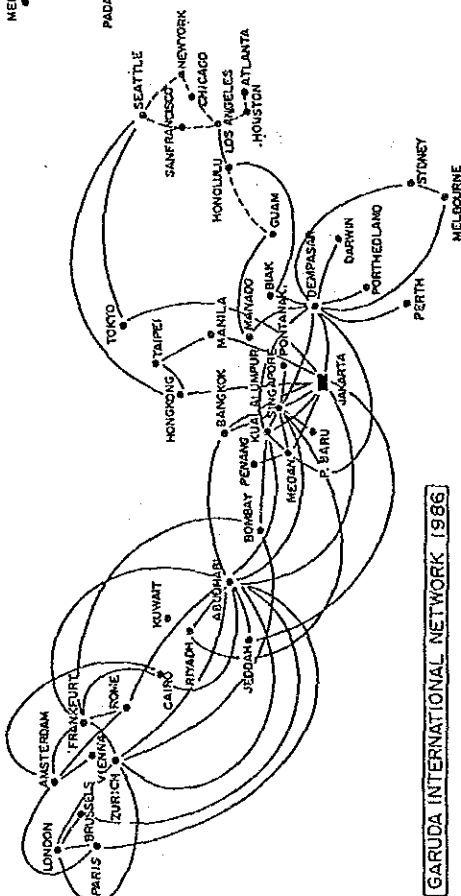 LONDON
BRUSSELS
PARIS
AMSTERDAM
FRANKFURT
VIENNA
ZURICH
ROME
CAIRO
KUWAIT
RIYADH
JEDDAH
ABUDHABI
BOMBAY
PENANG
BANGKOK
KUALALUMPUR
SINGAPORE
MEDAN
P. BARU
PONTANAK.
JAKARTA
HONGKONG
TAIPEI
TOKYO
MANILA
MANADO
BIAK
DEMPASAR
DARWIN
PORTHEDLAND
PERTH
SYDNEY
MELBOURNE
GUAM
HONOLULU
SEATTLE
SANFRANCISCO
NEWYORK
CHICAGO
LOS ANGELES
HOUSTON
ATLANTA
GARUDA INTERNATIONAL NETWORK 1986
PADA